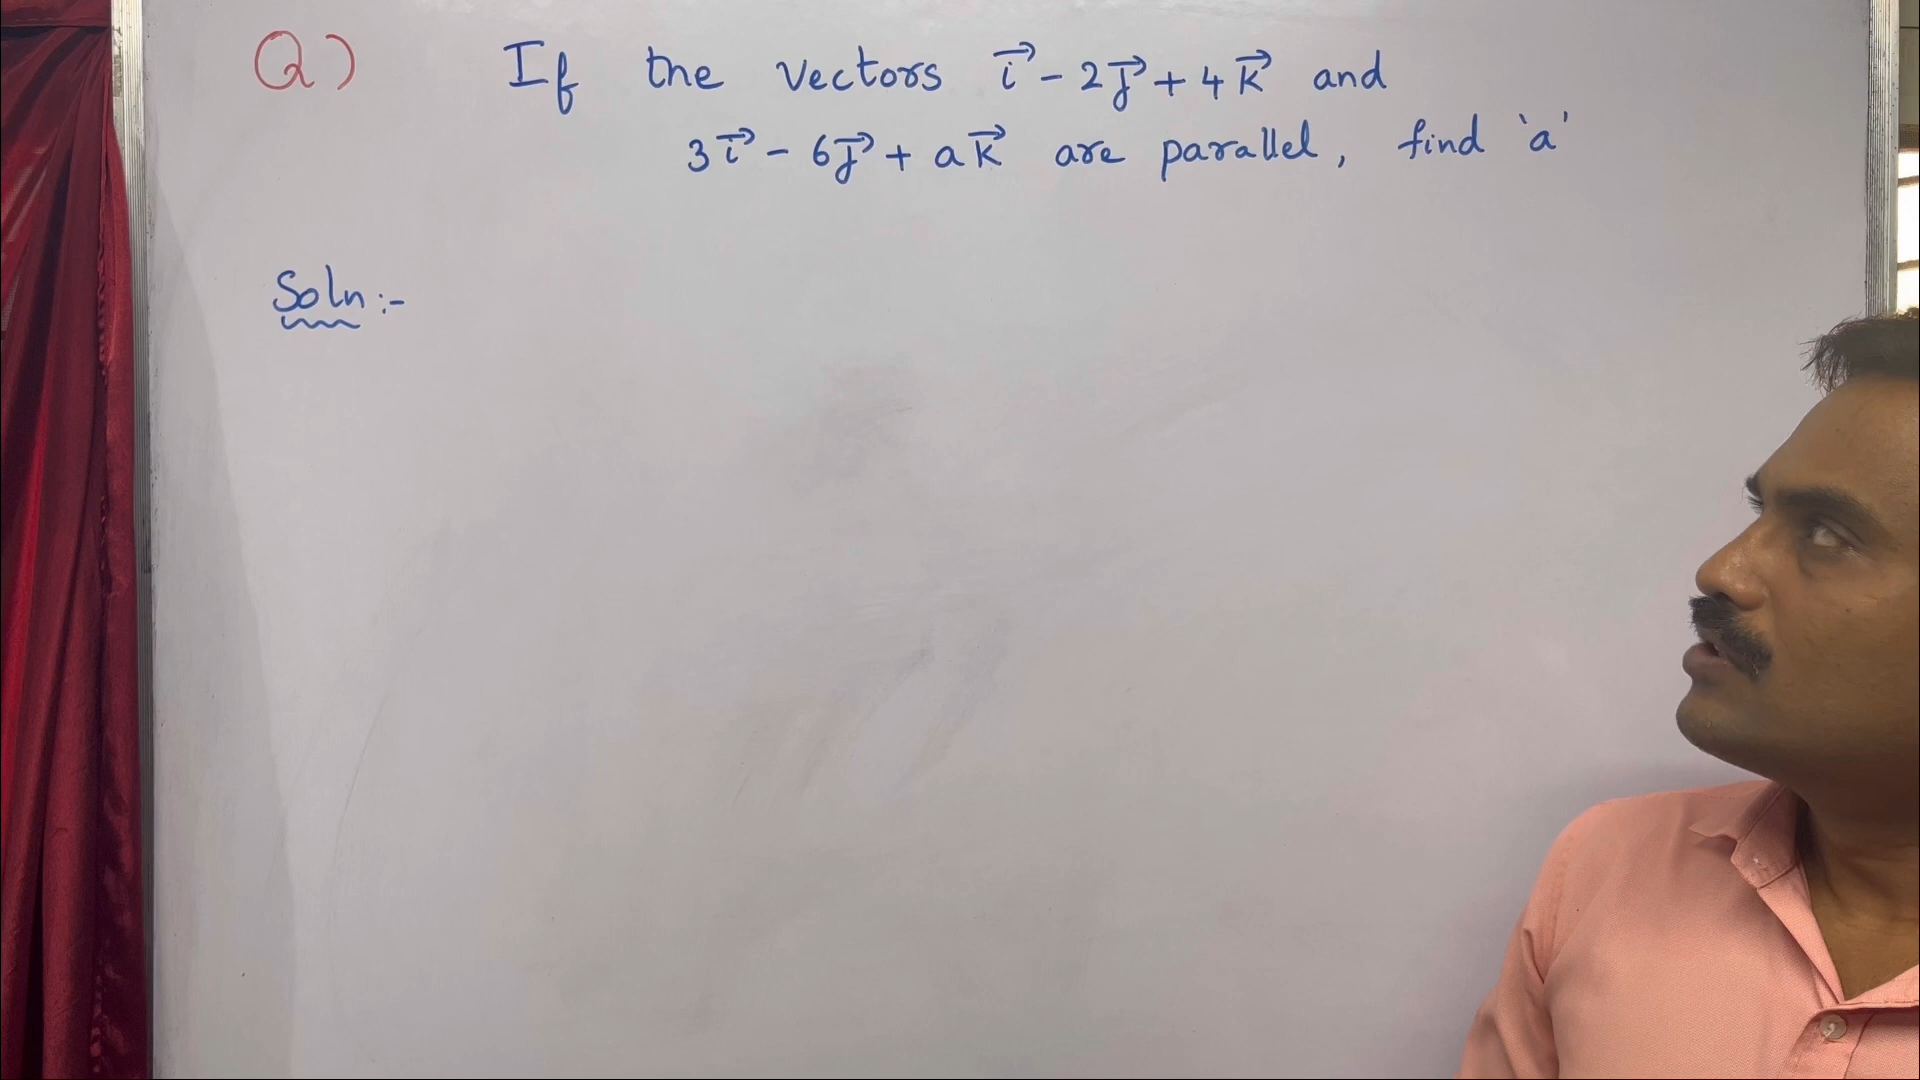 Q) If the vectors i⃗ - 2j⃗ + 4k⃗ and
3i⃗ - 6j⃗ + ak⃗ are parallel, find 'a'
Soln:-